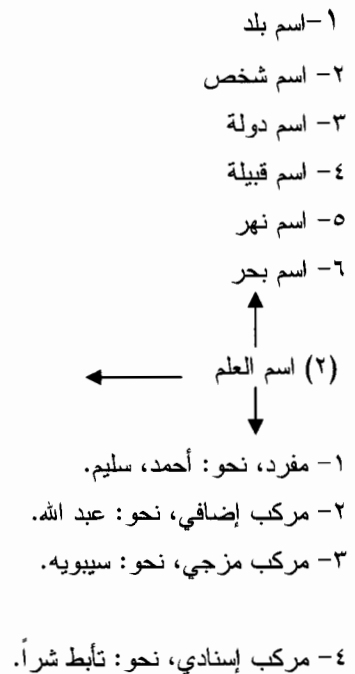 ١- اسم بلد
٢- اسم شخص
٣- اسم دولة
٤- اسم قبيلة
٥- اسم نهر
٦- اسم بحر
(٢) اسم العلم
١- مفرد، نحو: أحمد، سليم.
٢- مركب إضافي، نحو: عبد الله.
٣- مركب مزجي، نحو: سيبويه.
٤- مركب إسنادي، نحو: تأبط شراً.